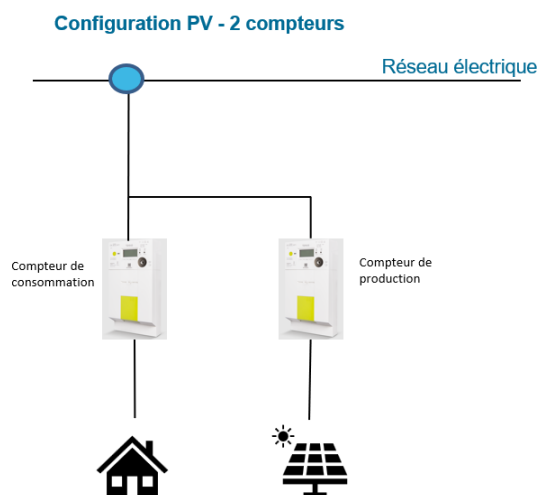 Configuration PV - 2 compteurs
Réseau électrique
Compteur de
consommation
Compteur de
production